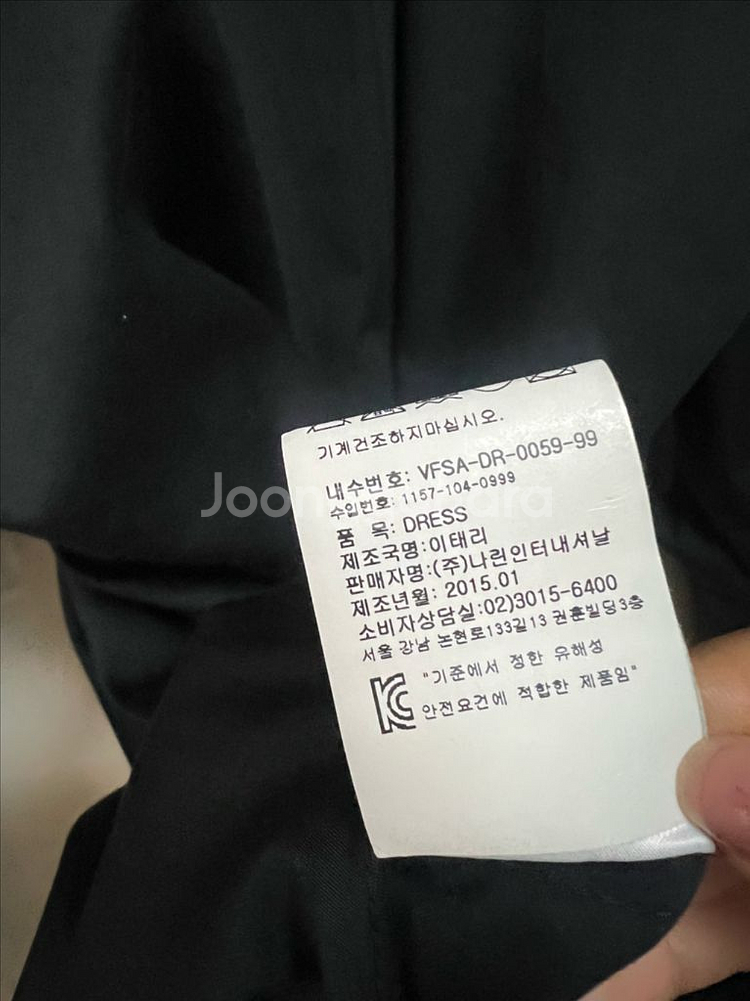 기계건조하지마십시오.
내수번호: VFSA-DR-0059-99
수입번호: 1157-104-0999
품 목: DRESS
제조국명:이태리
판매자명:(주)나린인터내셔날
제조년월: 2015.01
소비자상담실:02)3015-6400
서울 강남 논현로133길13 권훈빌딩3층
"기준에서 정한 유해성
안전요건에 적합한 제품임"